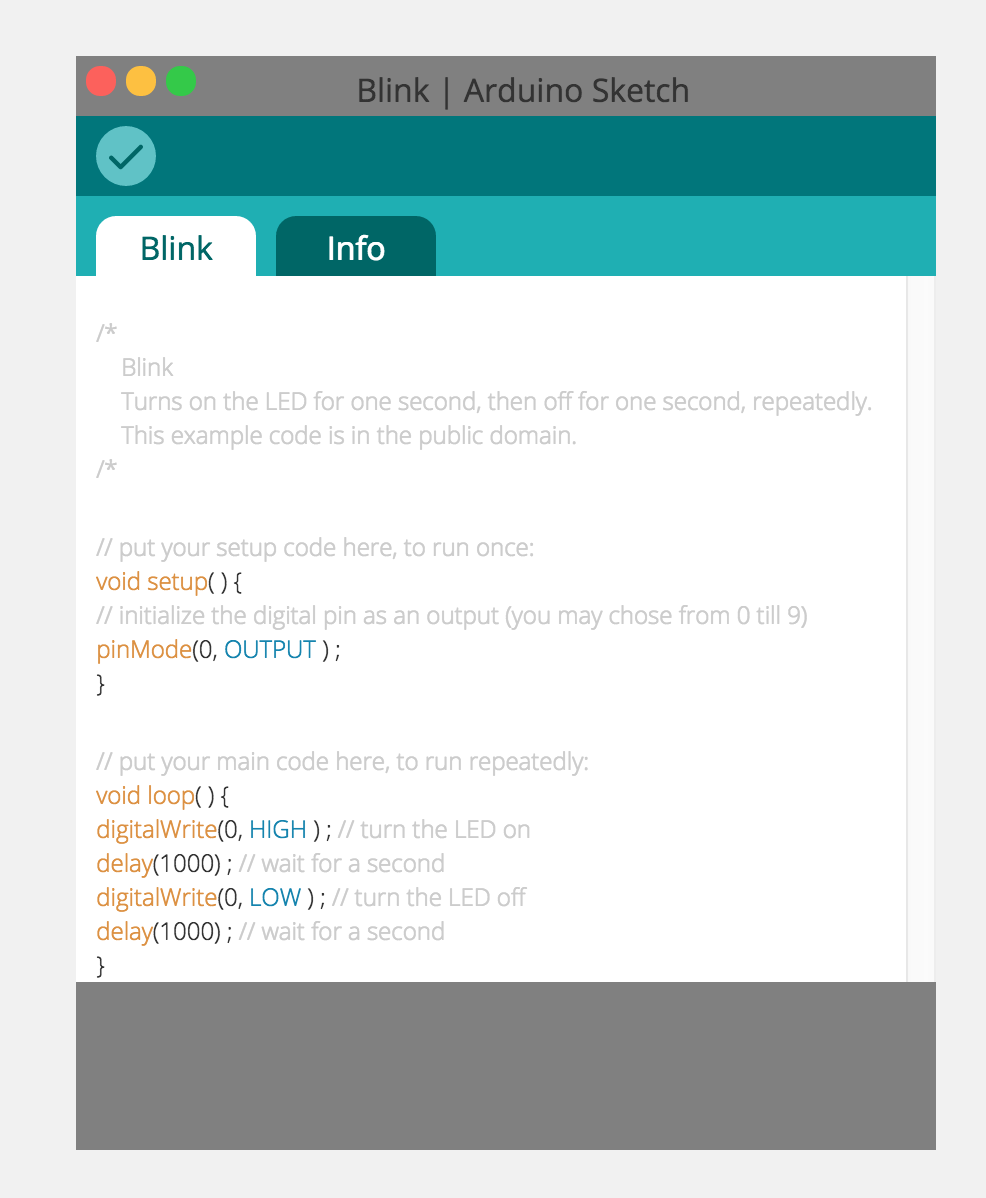 Blink | Arduino Sketch
Blink
Info
/*
Blink
Turns on the LED for one second, then off for one second, repeatedly.
This example code is in the public domain.
/*
// put your setup code here, to run once:
void setup( ) {
// initialize the digital pin as an output (you may chose from 0 till 9)
pinMode(0, OUTPUT ) ;
}
// put your main code here, to run repeatedly:
void loop( ) {
digitalWrite(0, HIGH ) ; // turn the LED on
delay(1000) ; // wait for a second
digitalWrite(0, LOW ) ; // turn the LED off
delay(1000) ; // wait for a second
}